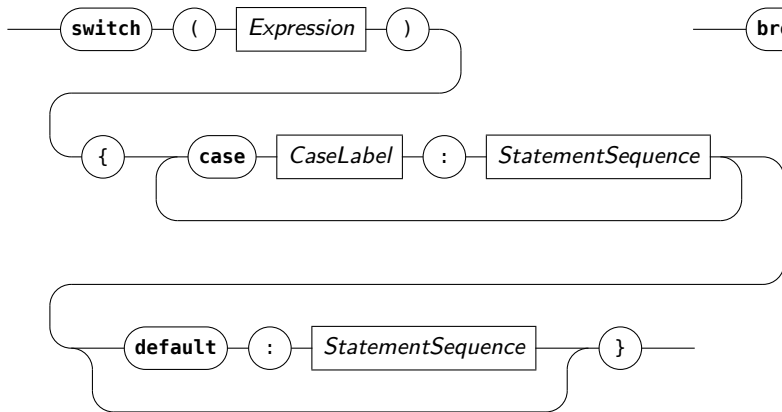 switch ( Expression )
{ case CaseLabel : StatementSequence
default : StatementSequence }